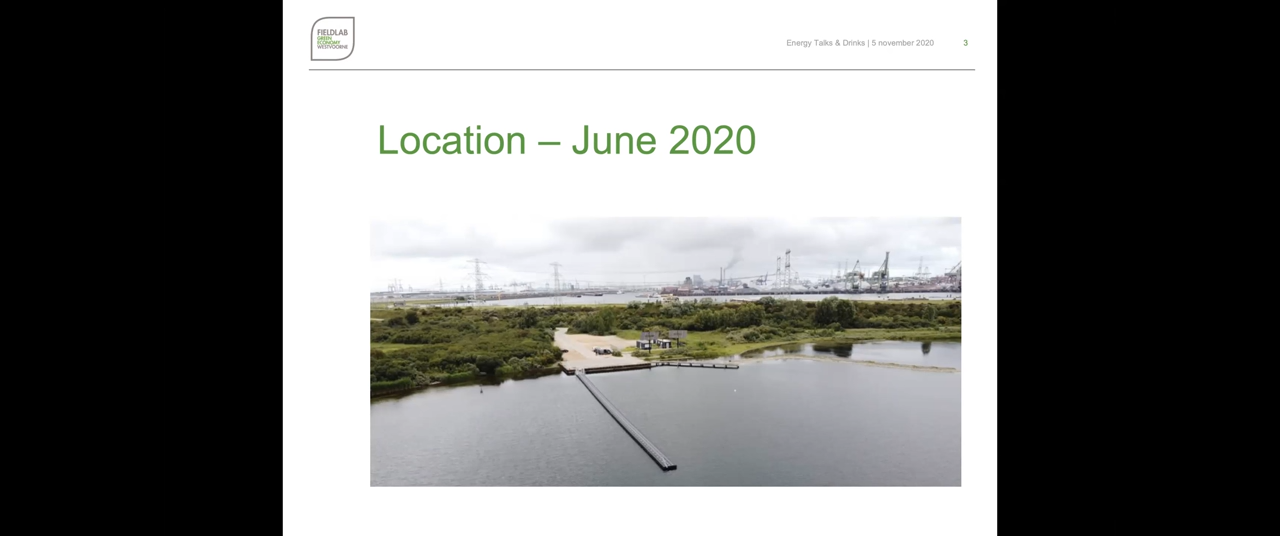 FIELDLAB
GREEN
ECONOMY
WESTVOORNE
Energy Talks & Drinks | 5 november 2020 3
Location – June 2020